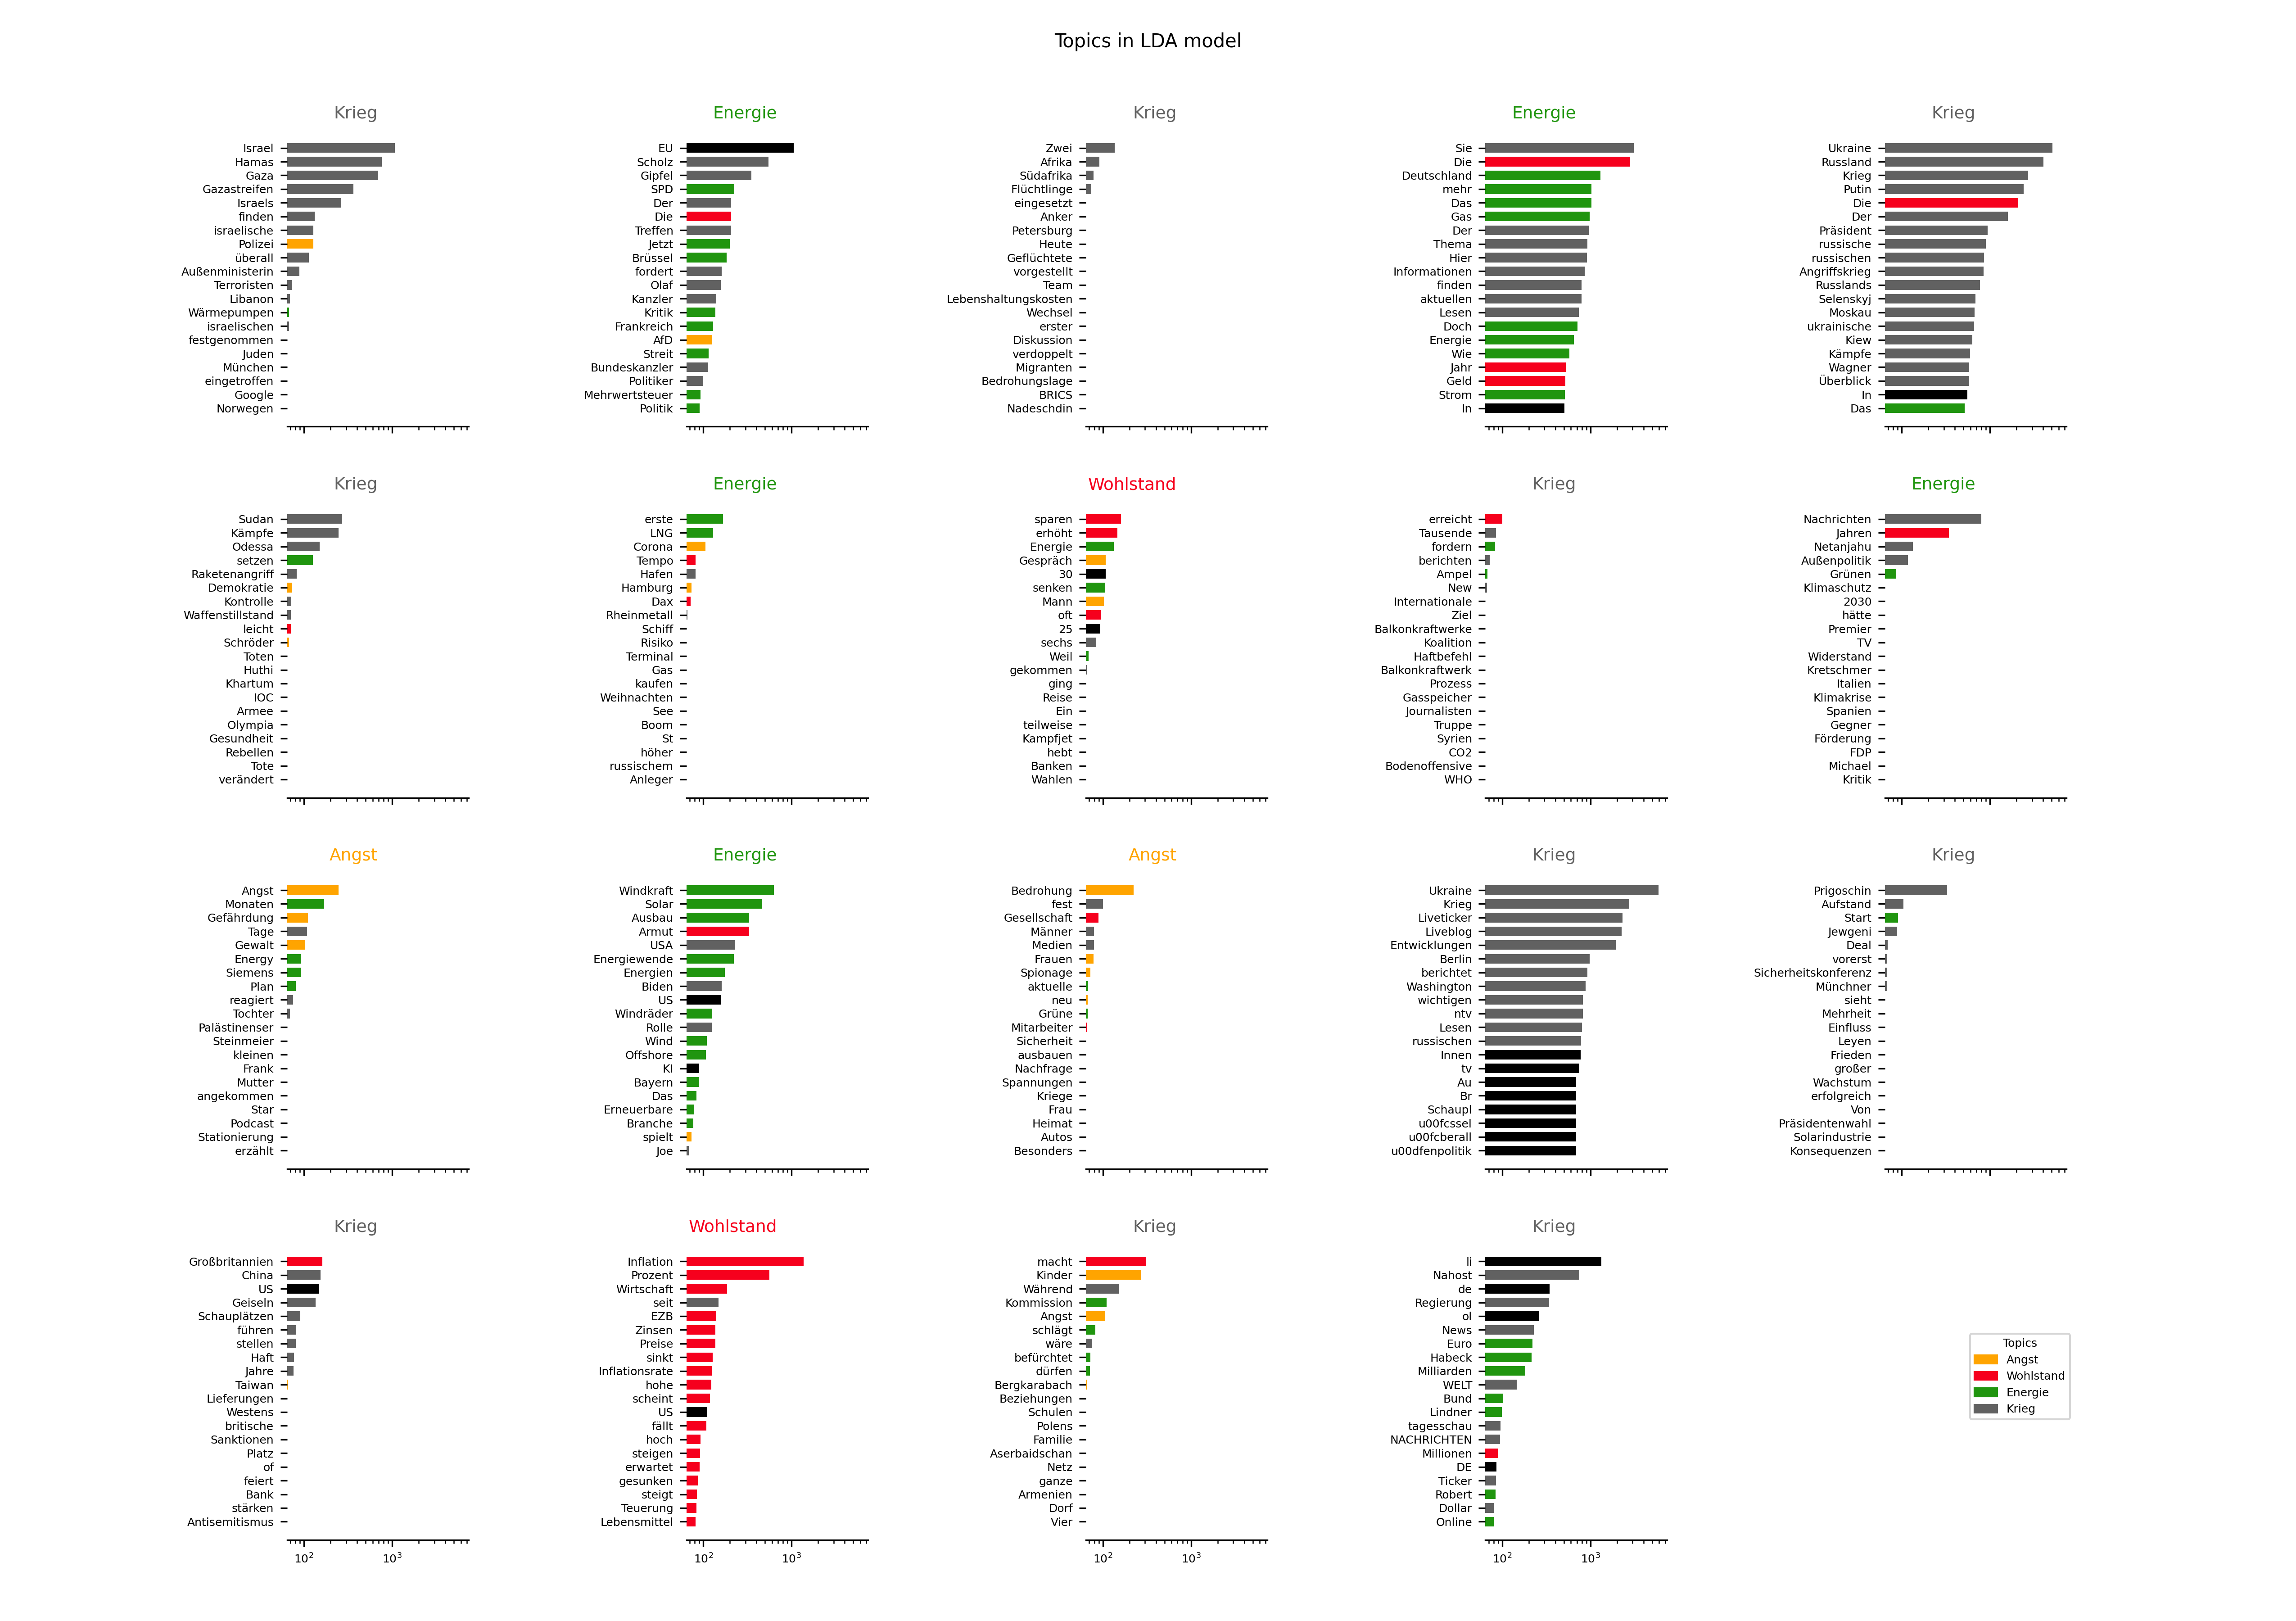 Topics in LDA model
Krieg
Israel
Hamas
Gaza
Gazastreifen
Israels
finden
israelische
Polizei
überall
Außenministerin
Terroristen
Libanon
Wärmepumpen
israelischen
festgenommen
Juden
München
eingetroffen
Google
Norwegen
Energie
EU
Scholz
Gipfel
SPD
Der
Die
Treffen
Jetzt
Brüssel
fordert
Olaf
Kanzler
Kritik
Frankreich
AfD
Streit
Bundeskanzler
Politiker
Mehrwertsteuer
Politik
Krieg
Zwei
Afrika
Südafrika
Flüchtlinge
eingesetzt
Anker
Petersburg
Heute
Geflüchtete
vorgestellt
Team
Lebenshaltungskosten
Wechsel
erster
Diskussion
verdoppelt
Migranten
Bedrohungslage
BRICS
Nadeschdin
Energie
Sie
Die
Deutschland
mehr
Das
Gas
Der
Thema
Hier
Informationen
finden
aktuellen
Lesen
Doch
Energie
Wie
Jahr
Geld
Strom
In
Krieg
Ukraine
Russland
Krieg
Putin
Die
Der
Präsident
russische
russischen
Angriffskrieg
Russlands
Selenskyj
Moskau
ukrainische
Kiew
Kämpfe
Wagner
Überblick
In
Das
Krieg
Sudan
Kämpfe
Odessa
setzen
Raketenangriff
Demokratie
Kontrolle
Waffenstillstand
leicht
Schröder
Toten
Huthi
Khartum
IOC
Armee
Olympia
Gesundheit
Rebellen
Tote
verändert
Energie
erste
LNG
Corona
Tempo
Hafen
Hamburg
Dax
Rheinmetall
Schiff
Risiko
Terminal
Gas
kaufen
Weihnachten
See
Boom
St
höher
russischem
Anleger
Wohlstand
sparen
erhöht
Energie
Gespräch
30
senken
Mann
oft
25
sechs
Weil
gekommen
ging
Reise
Ein
teilweise
Kampfjet
hebt
Banken
Wahlen
Krieg
erreicht
Tausende
fordern
berichten
Ampel
New
Internationale
Ziel
Balkonkraftwerke
Koalition
Haftbefehl
Balkonkraftwerk
Prozess
Gasspeicher
Journalisten
Truppe
Syrien
CO2
Bodenoffensive
WHO
Energie
Nachrichten
Jahren
Netanjahu
Außenpolitik
Grünen
Klimaschutz
2030
hätte
Premier
TV
Widerstand
Kretschmer
Italien
Klimakrise
Spanien
Gegner
Förderung
FDP
Michael
Kritik
Angst
Angst
Monaten
Gefährdung
Tage
Gewalt
Energy
Siemens
Plan
reagiert
Tochter
Palästinenser
Steinmeier
kleinen
Frank
Mutter
angekommen
Star
Podcast
Stationierung
erzählt
Energie
Windkraft
Solar
Ausbau
Armut
USA
Energiewende
Energien
Biden
US
Windräder
Rolle
Wind
Offshore
KI
Bayern
Das
Erneuerbare
Branche
spielt
Joe
Angst
Bedrohung
fest
Gesellschaft
Männer
Medien
Frauen
Spionage
aktuelle
neu
Grüne
Mitarbeiter
Sicherheit
ausbauen
Nachfrage
Spannungen
Kriege
Frau
Heimat
Autos
Besonders
Krieg
Ukraine
Krieg
Liveticker
Liveblog
Entwicklungen
Berlin
berichtet
Washington
wichtigen
ntv
Lesen
russischen
Innen
tv
Au
Br
Schaupl
u00fcssel
u00fcberall
u00dfenpolitik
Krieg
Prigoschin
Aufstand
Start
Jewgeni
Deal
vorerst
Sicherheitskonferenz
Münchner
sieht
Mehrheit
Einfluss
Leyen
Frieden
großer
Wachstum
erfolgreich
Von
Präsidentenwahl
Solarindustrie
Konsequenzen
Krieg
Großbritannien
China
US
Geiseln
Schauplätzen
führen
stellen
Haft
Jahre
Taiwan
Lieferungen
Westens
britische
Sanktionen
Platz
of
feiert
Bank
stärken
Antisemitismus
10²
10³
Wohlstand
Inflation
Prozent
Wirtschaft
seit
EZB
Zinsen
Preise
sinkt
Inflationsrate
hohe
scheint
US
fällt
hoch
steigen
erwartet
gesunken
steigt
Teuerung
Lebensmittel
10²
10³
Krieg
macht
Kinder
Während
Kommission
Angst
schlägt
wäre
befürchtet
dürfen
Bergkarabach
Beziehungen
Schulen
Polens
Familie
Aserbaidschan
Netz
ganze
Armenien
Dorf
Vier
10²
10³
Krieg
li
Nahost
de
Regierung
ol
News
Euro
Habeck
Milliarden
WELT
Bund
Lindner
tagesschau
NACHRICHTEN
Millionen
DE
Ticker
Robert
Dollar
Online
10²
10³
Topics
Angst
Wohlstand
Energie
Krieg